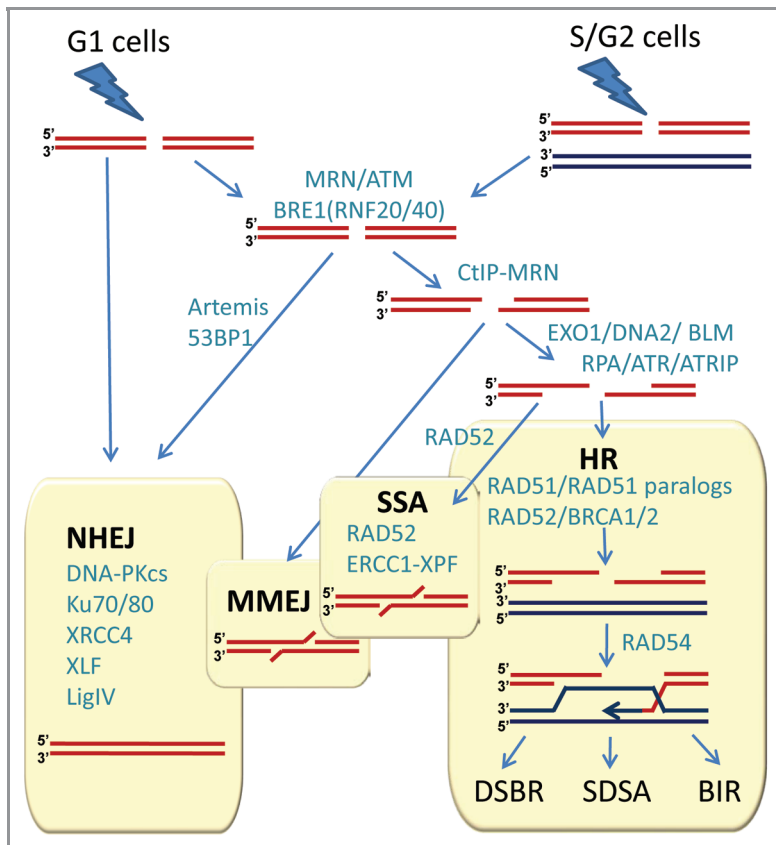 G1 cells
S/G2 cells
5'
3'
5'
3'
3'
5'
MRN/ATM
BRE1(RNF20/40)
5'
3'
CtIP-MRN
5'
3'
Artemis
53BP1
EXO1/DNA2/ BLM
RPA/ATR/ATRIP
5'
3'
RAD52
HR
RAD51/RAD51 paralogs
RAD52/BRCA1/2
SSA
RAD52
ERCC1-XPF
5'
3'
NHEJ
DNA-PKcs
Ku70/80
XRCC4
XLF
LigIV
5'
3'
MMEJ
5'
3'
5'
3'
3'
5'
RAD54
5'
3'
3'
5'
DSBR
SDSA
BIR